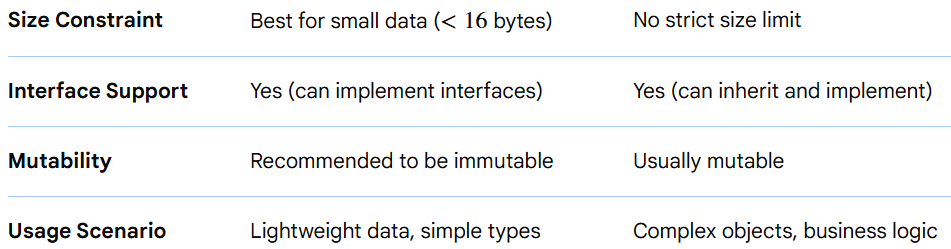 Size Constraint Best for small data (< 16 bytes) No strict size limit
Interface Support Yes (can implement interfaces) Yes (can inherit and implement)
Mutability Recommended to be immutable Usually mutable
Usage Scenario Lightweight data, simple types Complex objects, business logic